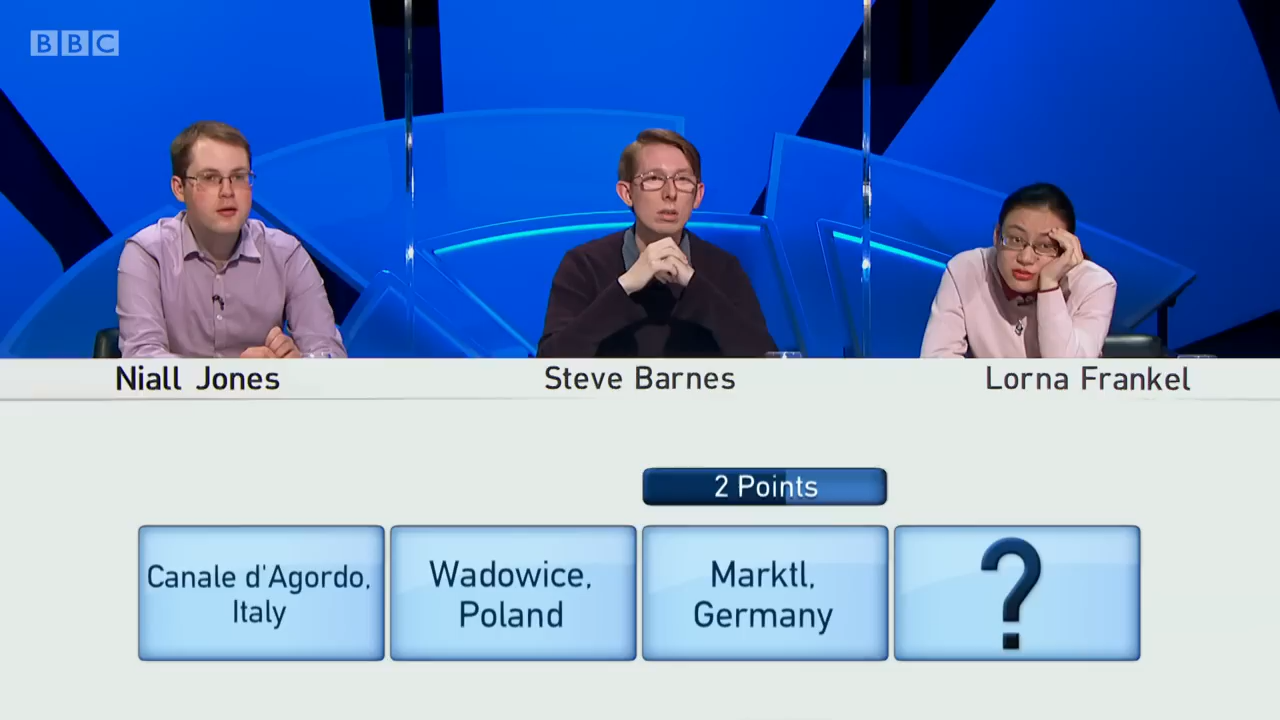 BBC
Niall Jones
Steve Barnes
Lorna Frankel
2 Points
Canale d'Agordo,
Italy
Wadowice,
Poland
Marktl,
Germany
?